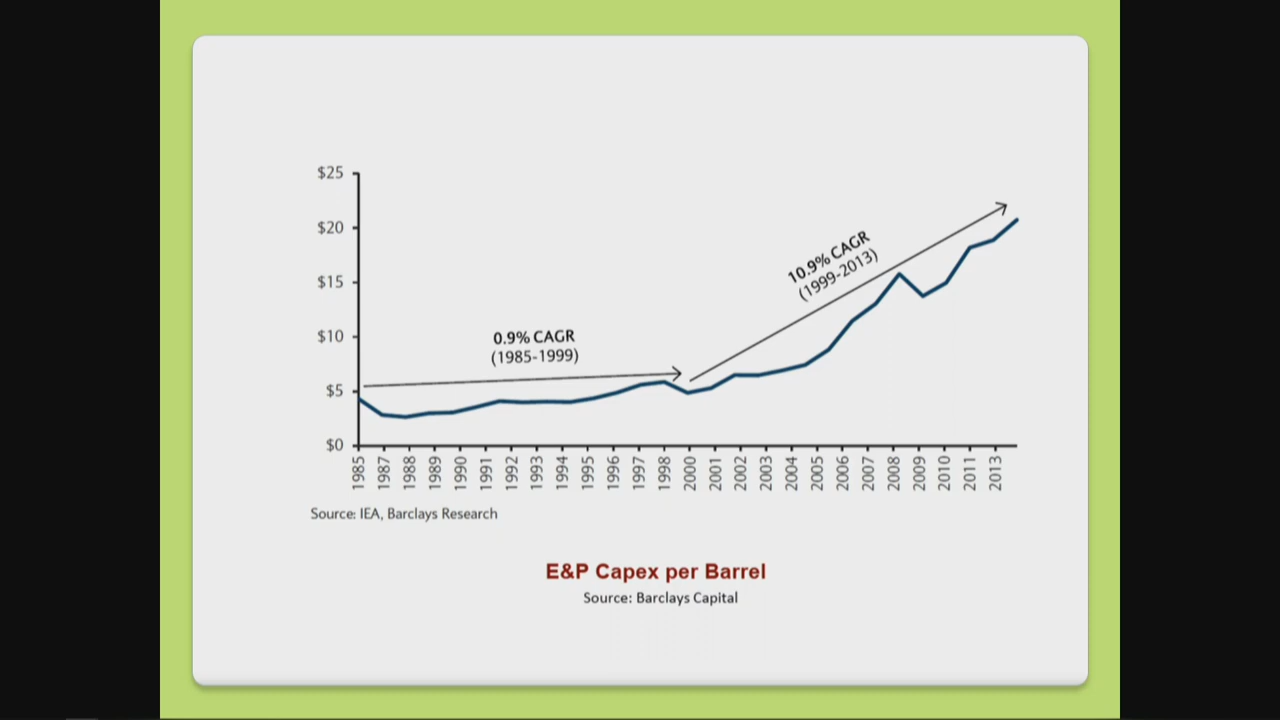 $25
$20
$15
$10
$5
$0
10.9% CAGR
(1999-2013)
0.9% CAGR
(1985-1999)
1985 1987 1988 1989 1990 1991 1992 1993 1994 1995 1996 1997 1998 2000 2001 2002 2003 2004 2005 2006 2007 2008 2009 2010 2011 2013
Source: IEA, Barclays Research
E&P Capex per Barrel
Source: Barclays Capital